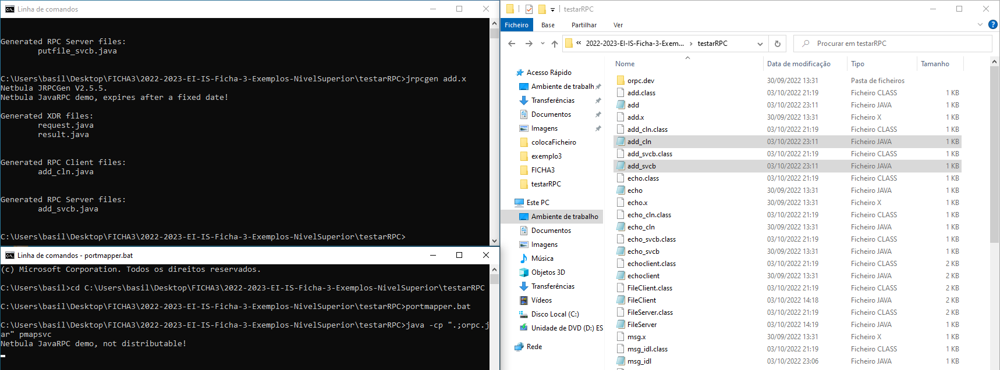 Linha de comandos
Generated RPC Server files:
putfile_svcb.java
C:\Users\basil\Desktop\FICHA3\2022-2023-EI-IS-Ficha-3-Exemplos-NivelSuperior\testarRPC>jrpcgen add.x
Netbula JRPCGen V2.5.5.
Netbula JavaRPC demo, expires after a fixed date!
Generated XDR files:
request.java
result.java
Generated RPC Client files:
add_cln.java
Generated RPC Server files:
add_svcb.java
C:\Users\basil\Desktop\FICHA3\2022-2023-EI-IS-Ficha-3-Exemplos-NivelSuperior\testarRPC>
Linha de comandos - portmapper.bat
(c) Microsoft Corporation. Todos os direitos reservados.
C:\Users\basil>cd C:\Users\basil\Desktop\FICHA3\2022-2023-EI-IS-Ficha-3-Exemplos-NivelSuperior\testarRPC
C:\Users\basil\Desktop\FICHA3\2022-2023-EI-IS-Ficha-3-Exemplos-NivelSuperior\testarRPC>portmapper.bat
C:\Users\basil\Desktop\FICHA3\2022-2023-EI-IS-Ficha-3-Exemplos-NivelSuperior\testarRPC>java -cp ".;orpc.j
ar" pmapsvc
Netbula JavaRPC demo, not distributable!
testarRPC
Ficheiro Base Partilhar Ver
« 2022-2023-EI-IS-Ficha-3-Exem... › testarRPC
Procurar em testarRPC
Acesso Rápido
Ambiente de trabalh
Transferências
Documentos
Imagens
colocaFicheiro
exemplo3
FICHA3
testarRPC
Este PC
Ambiente de trabalho
Documentos
Imagens
Música
Objetos 3D
Transferências
Vídeos
Disco Local (C:)
Unidade de DVD (D:) ES
Rede
Nome Data de modificação Tipo Tamanho
orpc.dev 30/09/2022 13:31 Pasta de ficheiros
add.class 03/10/2022 21:19 Ficheiro CLASS 1 KB
add 03/10/2022 23:11 Ficheiro JAVA 1 KB
add.x 30/09/2022 13:31 Ficheiro X 1 KB
add_cln.class 03/10/2022 21:19 Ficheiro CLASS 1 KB
add_cln 03/10/2022 23:11 Ficheiro JAVA 1 KB
add_svcb.class 03/10/2022 21:19 Ficheiro CLASS 1 KB
add_svcb 03/10/2022 23:11 Ficheiro JAVA 1 KB
echo.class 03/10/2022 21:19 Ficheiro CLASS 1 KB
echo 30/09/2022 13:31 Ficheiro JAVA 1 KB
echo.x 30/09/2022 13:31 Ficheiro X 1 KB
echo_cln.class 03/10/2022 21:19 Ficheiro CLASS 1 KB
echo_cln 30/09/2022 13:31 Ficheiro JAVA 1 KB
echo_svcb.class 03/10/2022 21:19 Ficheiro CLASS 1 KB
echo_svcb 30/09/2022 13:31 Ficheiro JAVA 1 KB
echoclient.class 03/10/2022 21:19 Ficheiro CLASS 2 KB
echoclient 30/09/2022 13:31 Ficheiro JAVA 2 KB
FileClient.class 03/10/2022 21:19 Ficheiro CLASS 2 KB
FileClient 03/10/2022 14:18 Ficheiro JAVA 2 KB
FileServer.class 03/10/2022 21:19 Ficheiro CLASS 2 KB
FileServer 03/10/2022 14:19 Ficheiro JAVA 1 KB
msg.x 30/09/2022 13:31 Ficheiro X 1 KB
msg_idl.class 03/10/2022 21:19 Ficheiro CLASS 1 KB
msg_idl 03/10/2022 23:06 Ficheiro JAVA 1 KB